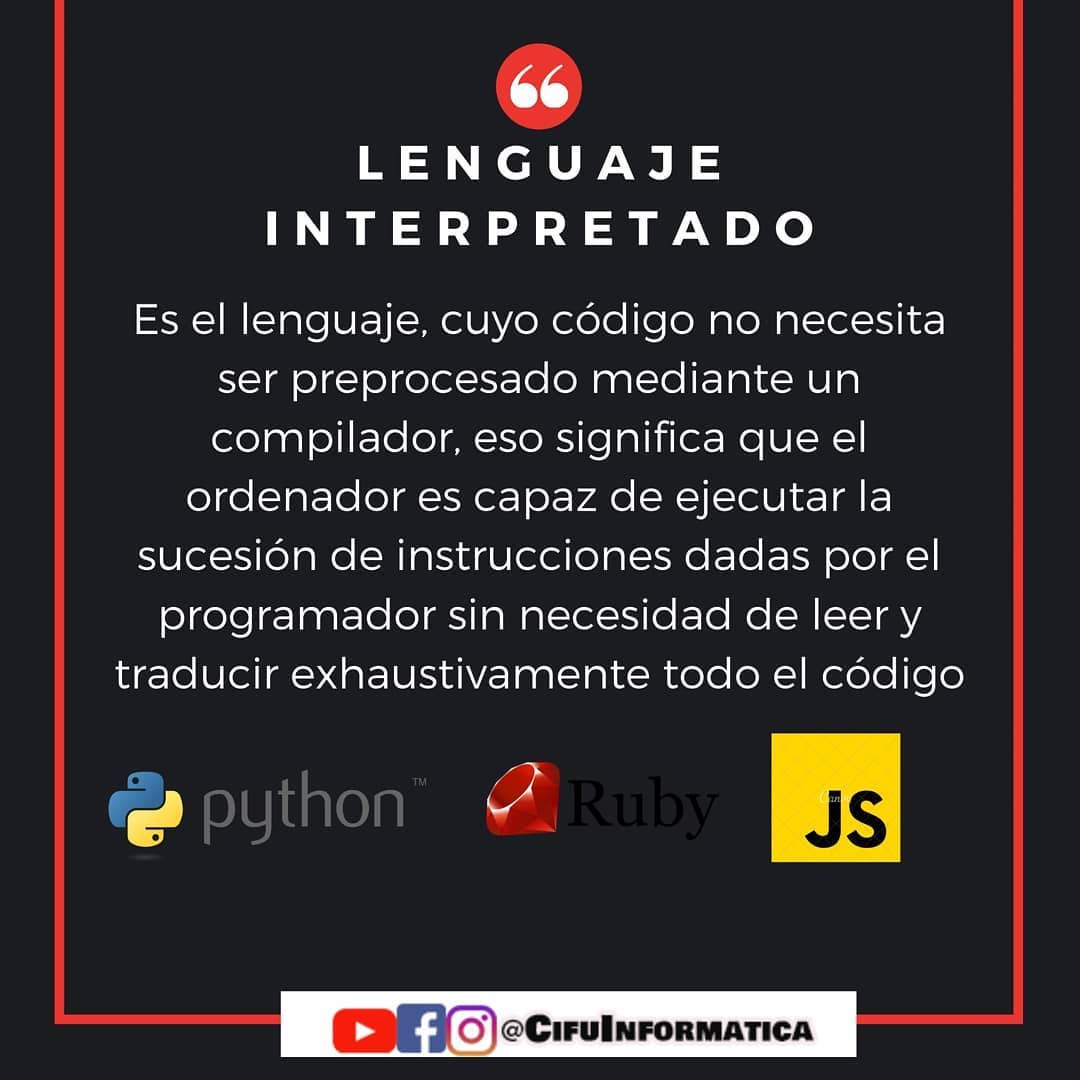 LENGUAJE
INTERPRETADO
Es el lenguaje, cuyo código no necesita
ser preprocesado mediante un
compilador, eso significa que el
ordenador es capaz de ejecutar la
sucesión de instrucciones dadas por el
programador sin necesidad de leer y
traducir exhaustivamente todo el código
python™
Ruby
JS
@CIFUINFORMATICA